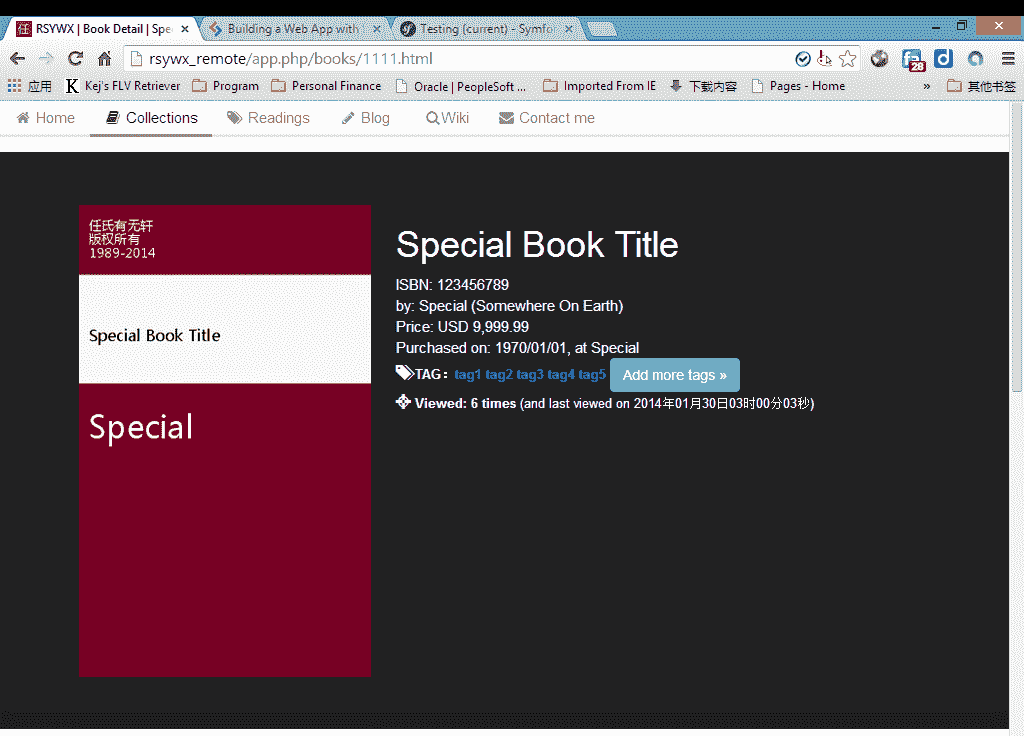 RSYWX | Book Detail | Spe
Building a Web App with
Testing (current) - Symfo
rsywx_remote/app.php/books/1111.html
28
应用
Kej's FLV Retriever
Program
Personal Finance
Oracle | PeopleSoft ...
Imported From IE
下载内容
Pages - Home
»
其他书签
Home
Collections
Readings
Blog
Wiki
Contact me
任氏有无轩
版权所有
1989-2014
Special Book Title
Special
Special Book Title
ISBN: 123456789
by: Special (Somewhere On Earth)
Price: USD 9,999.99
Purchased on: 1970/01/01, at Special
TAG: tag1 tag2 tag3 tag4 tag5 Add more tags »
Viewed: 6 times (and last viewed on 2014年01月30日03时00分03秒)